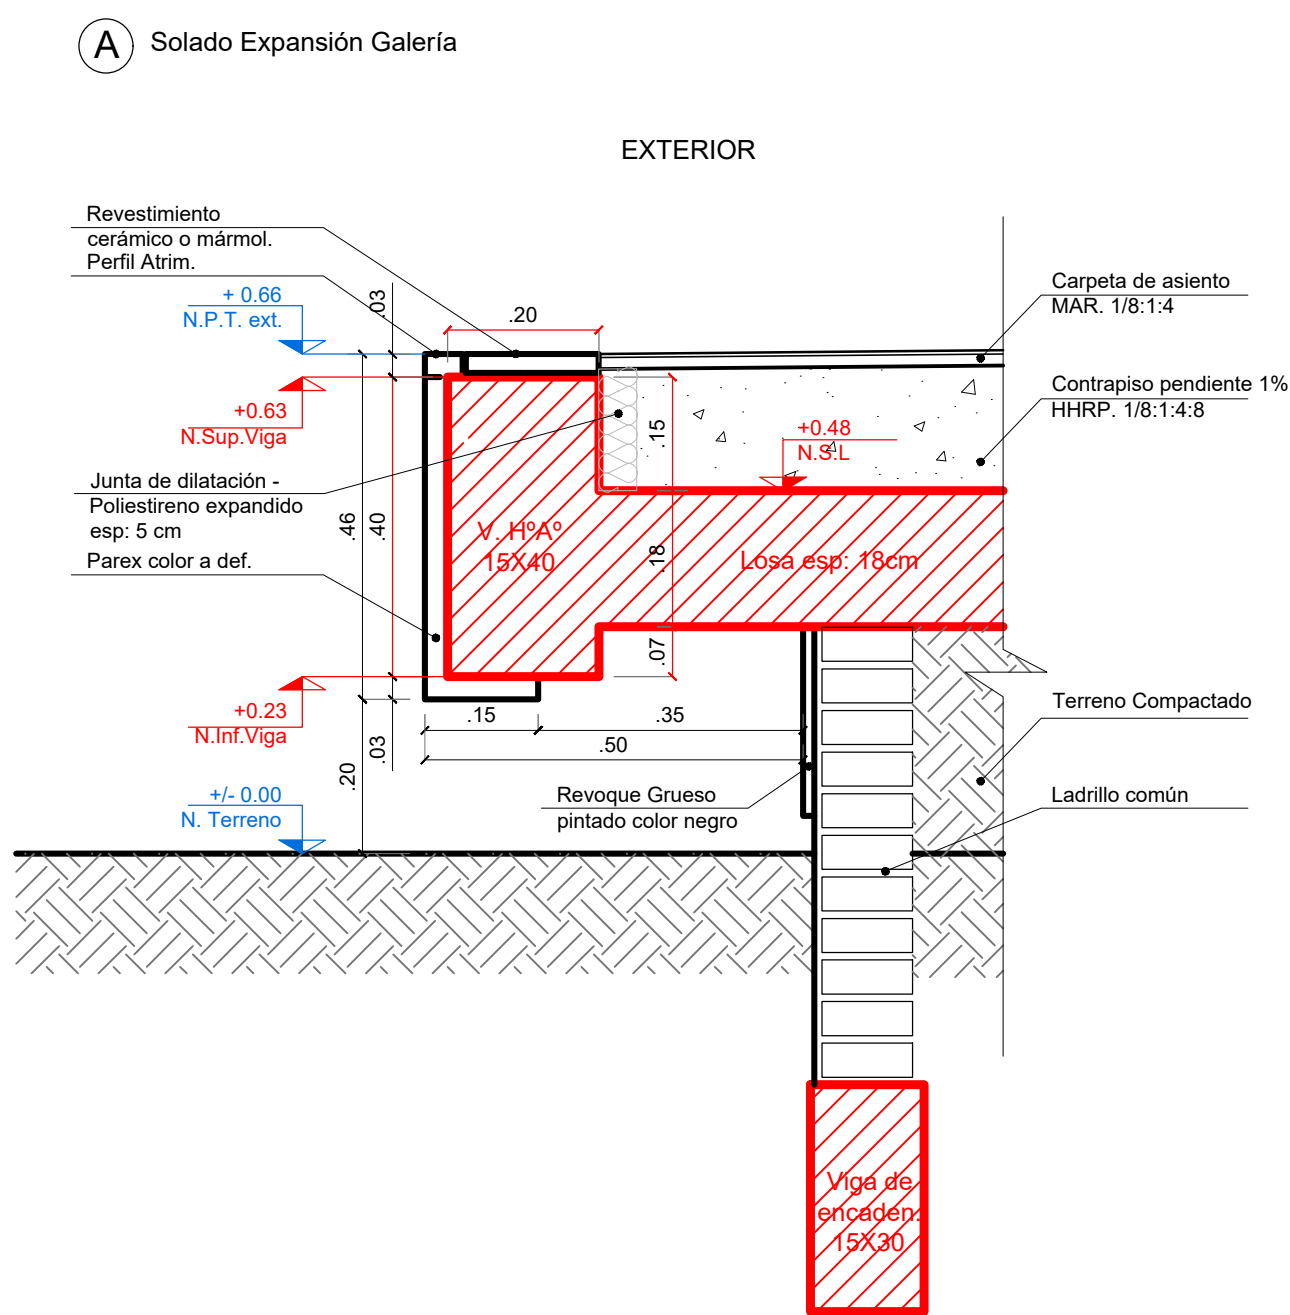 A Solado Expansión Galería
EXTERIOR
Revestimiento
cerámico o mármol.
Perfil Atrim.
+ 0.66
N.P.T. ext.
+0.63
N.Sup.Viga
Junta de dilatación -
Poliestireno expandido
esp: 5 cm
Parex color a def.
+0.23
N.Inf.Viga
+/- 0.00
N. Terreno
.03
.46
.40
.03
.20
.20
.15
.18
.07
+0.48
N.S.L
V. HºAº
15X40
Losa esp: 18cm
.15
.35
.50
Revoque Grueso
pintado color negro
Carpeta de asiento
MAR. 1/8:1:4
Contrapiso pendiente 1%
HHRP. 1/8:1:4:8
Terreno Compactado
Ladrillo común
Viga de
encaden.
15X30